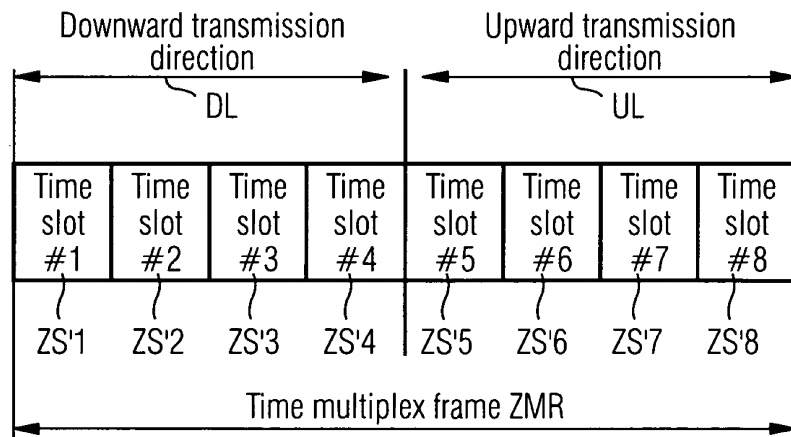 Downward transmission
direction
DL
Upward transmission
direction
UL
Time
slot
#1
Time
slot
#2
Time
slot
#3
Time
slot
#4
Time
slot
#5
Time
slot
#6
Time
slot
#7
Time
slot
#8
ZS'1
ZS'2
ZS'3
ZS'4
ZS'5
ZS'6
ZS'7
ZS'8
Time multiplex frame ZMR